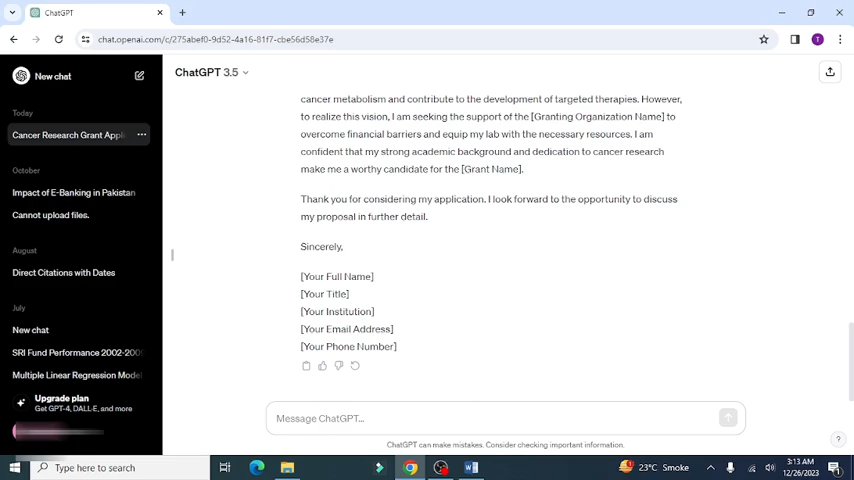 ChatGPT
chat.openai.com/c/275abef0-9d52-4a16-81f7-cbe56d58e37e
T
New chat
Today
Cancer Research Grant Appli
October
Impact of E-Banking in Pakistan
Cannot upload files.
August
Direct Citations with Dates
July
New chat
SRI Fund Performance 2002-2009
Multiple Linear Regression Model
Upgrade plan
Get GPT-4, DALL·E, and more
ChatGPT 3.5
cancer metabolism and contribute to the development of targeted therapies. However,
to realize this vision, I am seeking the support of the [Granting Organization Name] to
overcome financial barriers and equip my lab with the necessary resources. I am
confident that my strong academic background and dedication to cancer research
make me a worthy candidate for the [Grant Name].
Thank you for considering my application. I look forward to the opportunity to discuss
my proposal in further detail.
Sincerely,
[Your Full Name]
[Your Title]
[Your Institution]
[Your Email Address]
[Your Phone Number]
Message ChatGPT...
ChatGPT can make mistakes. Consider checking important information.
?
Type here to search
23°C Smoke
3:13 AM
12/26/2023
1